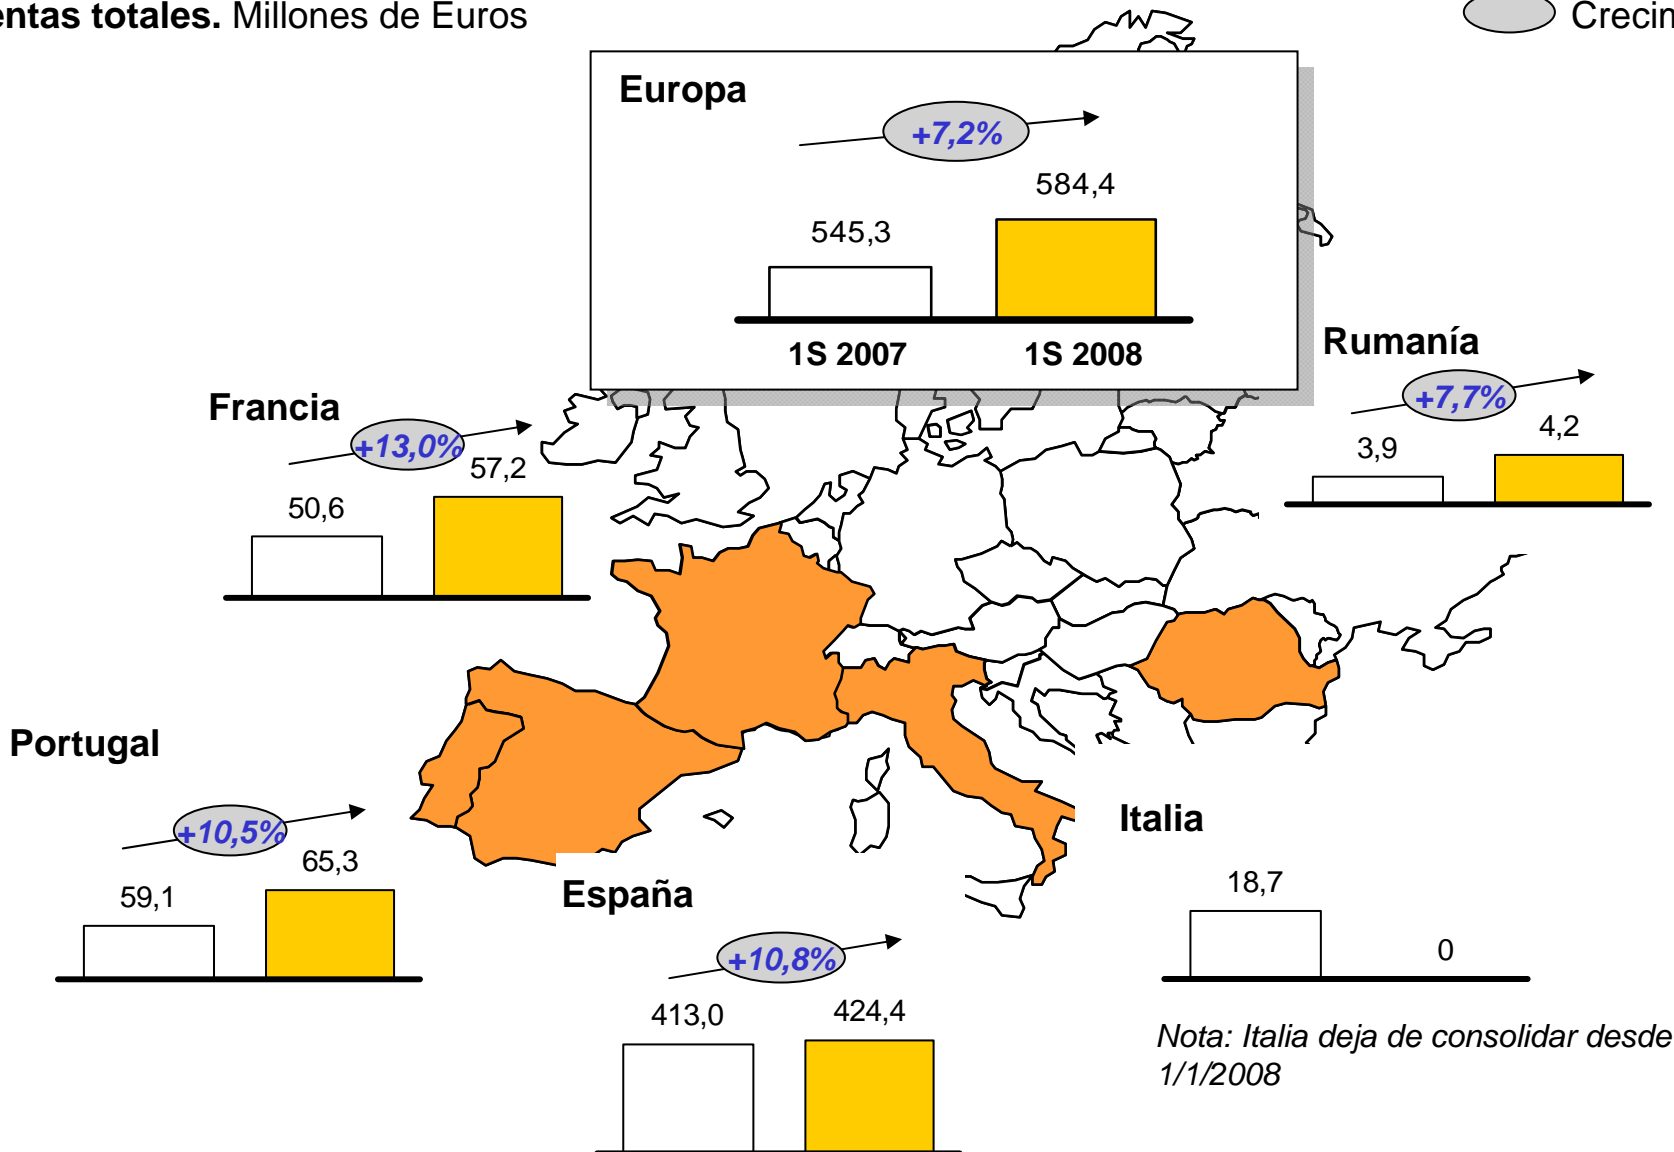 entas totales. Millones de Euros
Crecin
Europa
+7,2%
584,4
545,3
1S 2007 1S 2008
Rumanía
+7,7%
3,9 4,2
Francia
+13,0%
57,2
50,6
Portugal
+10,5%
65,3
59,1
España
+10,8%
413,0 424,4
Italia
18,7
0
Nota: Italia deja de consolidar desde
1/1/2008